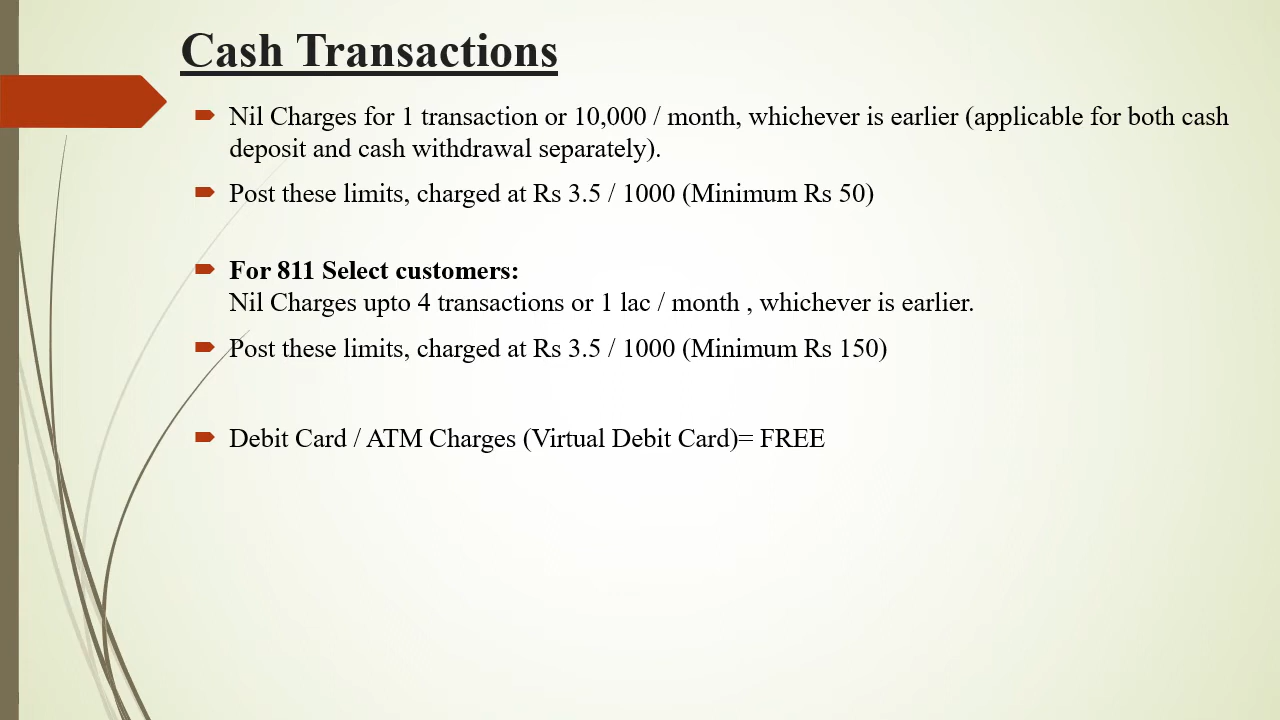 Cash Transactions
Nil Charges for 1 transaction or 10,000 / month, whichever is earlier (applicable for both cash
deposit and cash withdrawal separately).
Post these limits, charged at Rs 3.5 / 1000 (Minimum Rs 50)
For 811 Select customers:
Nil Charges upto 4 transactions or 1 lac / month , whichever is earlier.
Post these limits, charged at Rs 3.5 / 1000 (Minimum Rs 150)
Debit Card / ATM Charges (Virtual Debit Card)= FREE